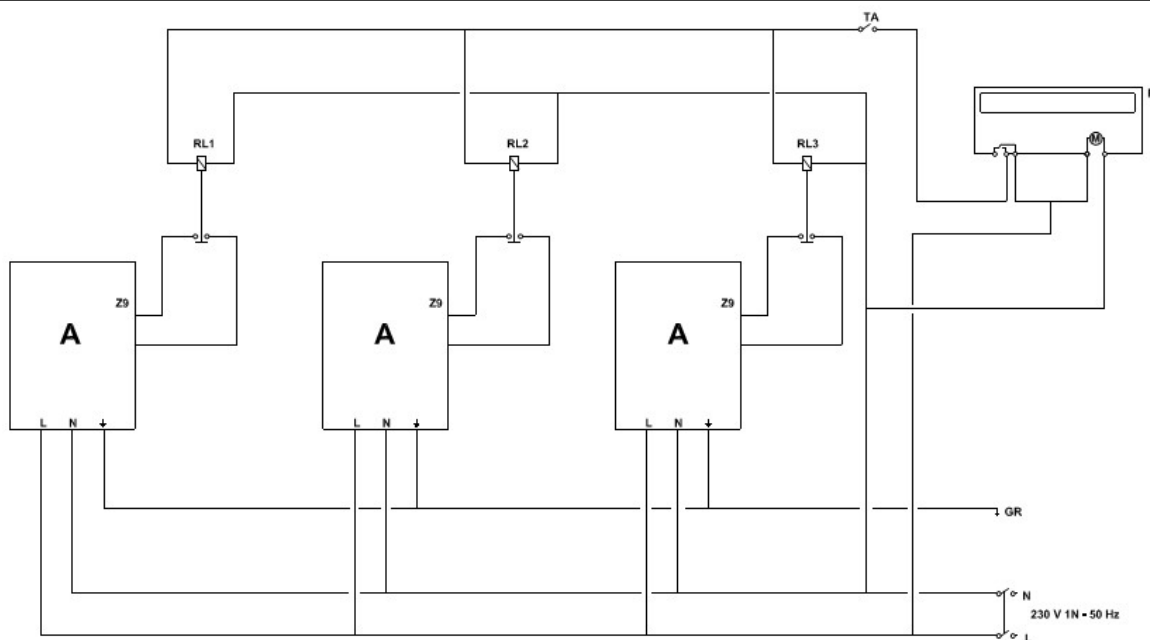 TA
M
RL1 RL2 RL3
Z9 Z9 Z9
A A A
L N L N L N
GR
N
230 V 1N - 50 Hz